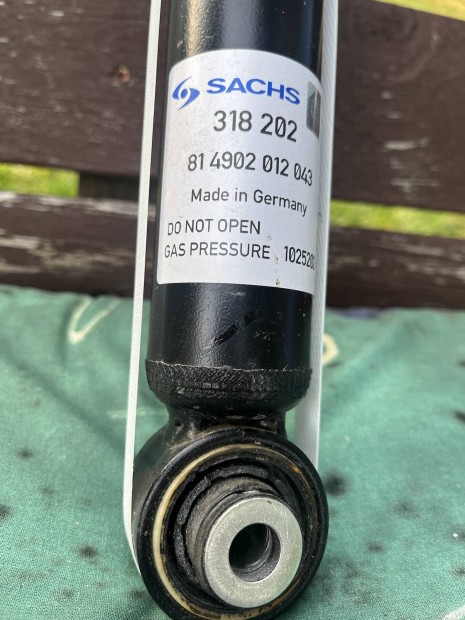 SACHS
318 202
81 4902 012 043
Made in Germany
DO NOT OPEN
GAS PRESSURE